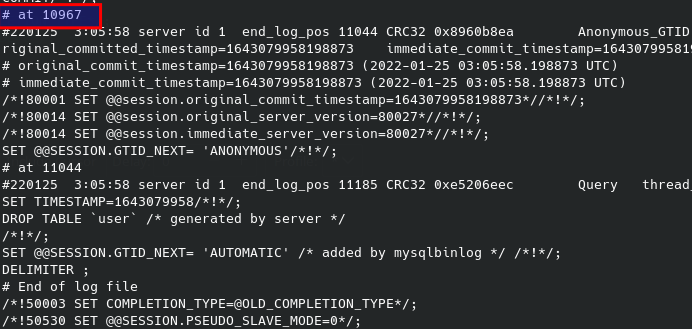 # at 10967
#220125  3:05:58 server id 1  end_log_pos 11044 CRC32 0x8960b8ea        Anonymous_GTID
riginal_committed_timestamp=1643079958198873    immediate_commit_timestamp=1643079958198
# original_commit_timestamp=1643079958198873 (2022-01-25 03:05:58.198873 UTC)
# immediate_commit_timestamp=1643079958198873 (2022-01-25 03:05:58.198873 UTC)
/*!80001 SET @@session.original_commit_timestamp=1643079958198873*//*!*/;
/*!80014 SET @@session.original_server_version=80027*//*!*/;
/*!80014 SET @@session.immediate_server_version=80027*//*!*/;
SET @@SESSION.GTID_NEXT= 'ANONYMOUS'/*!*/;
# at 11044
#220125  3:05:58 server id 1  end_log_pos 11185 CRC32 0xe5206eec        Query   thread_
SET TIMESTAMP=1643079958/*!*/;
DROP TABLE `user` /* generated by server */
/*!*/;
SET @@SESSION.GTID_NEXT= 'AUTOMATIC' /* added by mysqlbinlog */ /*!*/;
DELIMITER ;
# End of log file
/*!50003 SET COMPLETION_TYPE=@OLD_COMPLETION_TYPE*/;
/*!50530 SET @@SESSION.PSEUDO_SLAVE_MODE=0*/;